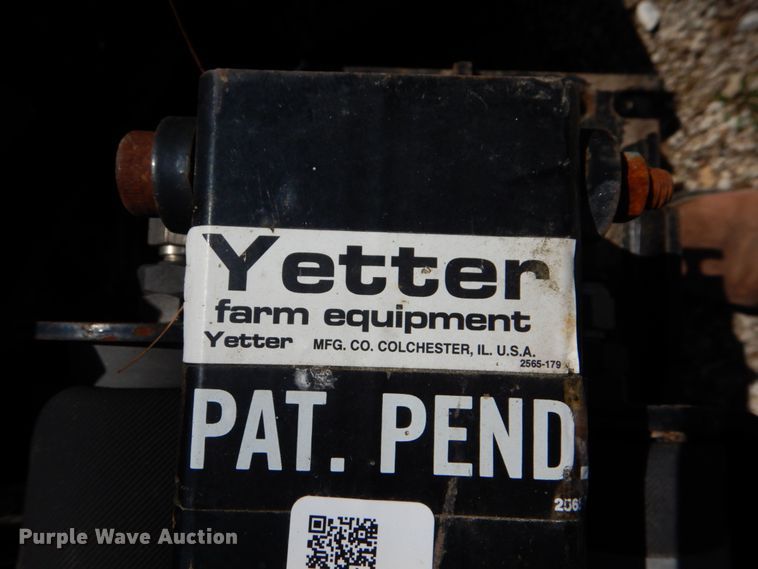 Yetter
farm equipment
Yetter MFG. CO. COLCHESTER, IL. U.S.A.
2565-179
PAT. PEND.
Purple Wave Auction®